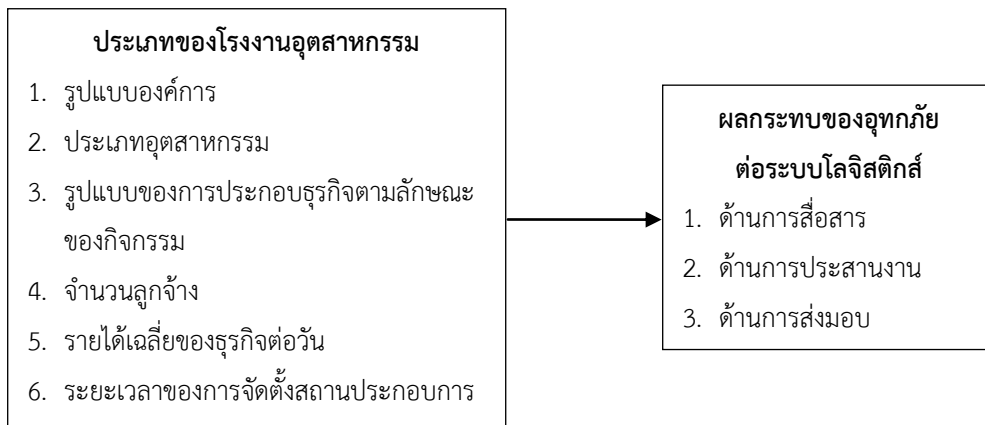 ประเภทของโรงงานอุตสาหกรรม
1. รูปแบบองค์การ
2. ประเภทอุตสาหกรรม
3. รูปแบบของการประกอบธุรกิจตามลักษณะ
ของกิจกรรม
4. จำนวนลูกจ้าง
5. รายได้เฉลี่ยของธุรกิจต่อวัน
6. ระยะเวลาของการจัดตั้งสถานประกอบการ
ผลกระทบของอุทกภัย
ต่อระบบโลจิสติกส์
1. ด้านการสื่อสาร
2. ด้านการประสานงาน
3. ด้านการส่งมอบ